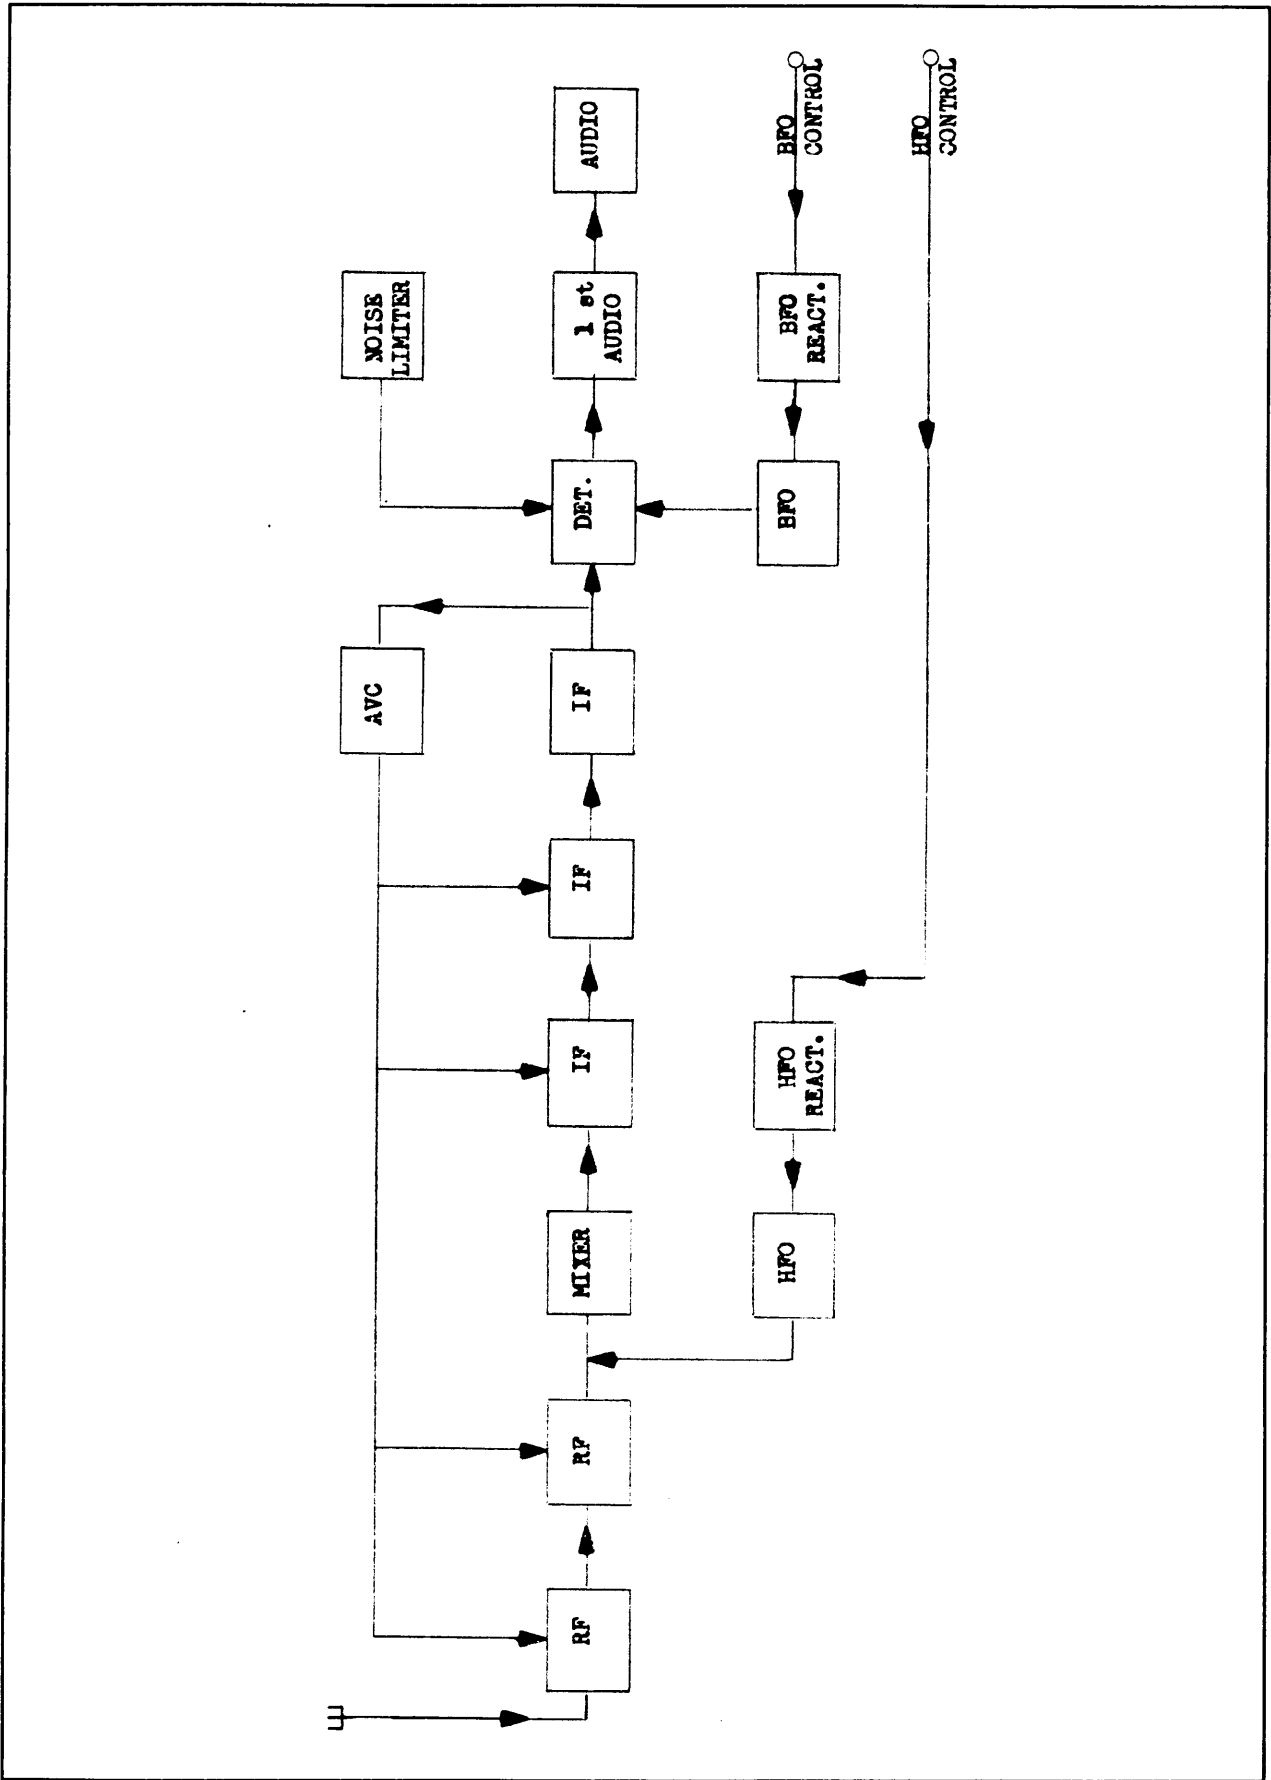 NOISE
LIMITER
AVC
RF
RF
MIXER
IF
IF
IF
DET.
1 st
AUDIO
AUDIO
HFO
HFO
REACT.
BFO
BFO
REACT.
BFO
CONTROL
HFO
CONTROL